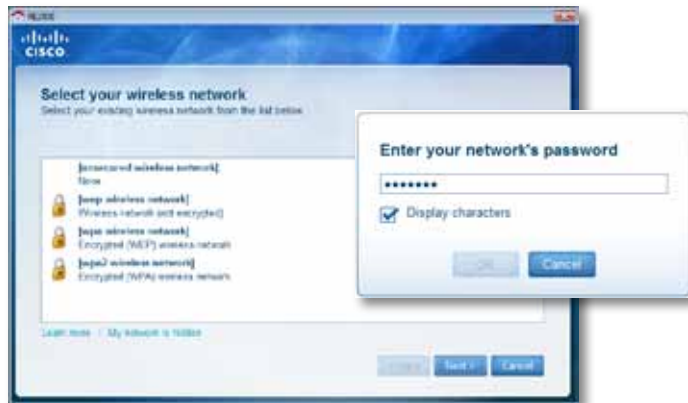 CISCO
Select your wireless network
Select your existing wireless network from the list below
[unsecured wireless network]
None
[wep wireless network]
Wireless network (not encrypted)
[wpa wireless network]
Encrypted (WEP) wireless network
[wpa2 wireless network]
Encrypted (WPA) wireless network
Learn more | My network is hidden
Next >
Cancel
Enter your network's password
•••••••
Display characters
OK
Cancel